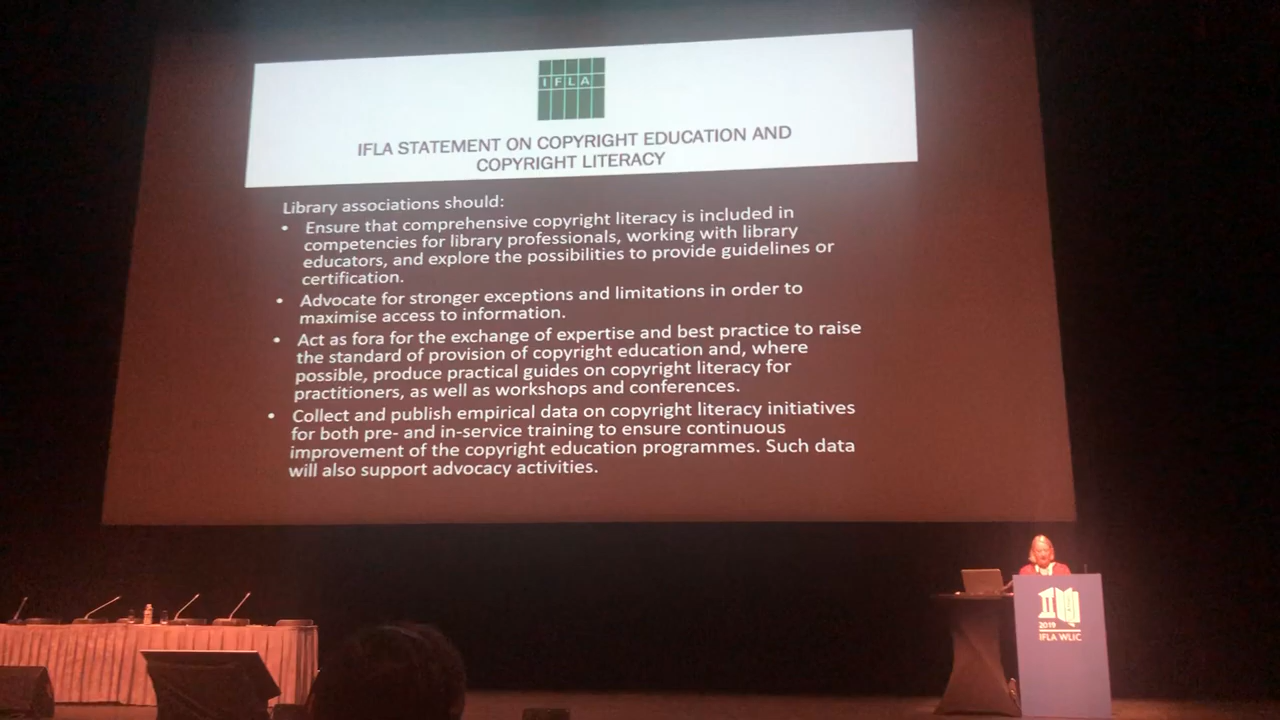 IFLA
IFLA STATEMENT ON COPYRIGHT EDUCATION AND
COPYRIGHT LITERACY
Library associations should:
• Ensure that comprehensive copyright literacy is included in
competencies for library professionals, working with library
educators, and explore the possibilities to provide guidelines or
certification.
• Advocate for stronger exceptions and limitations in order to
maximise access to information.
• Act as fora for the exchange of expertise and best practice to raise
the standard of provision of copyright education and, where
possible, produce practical guides on copyright literacy for
practitioners, as well as workshops and conferences.
• Collect and publish empirical data on copyright literacy initiatives
for both pre- and in-service training to ensure continuous
improvement of the copyright education programmes. Such data
will also support advocacy activities.
2019
IFLA WLIC